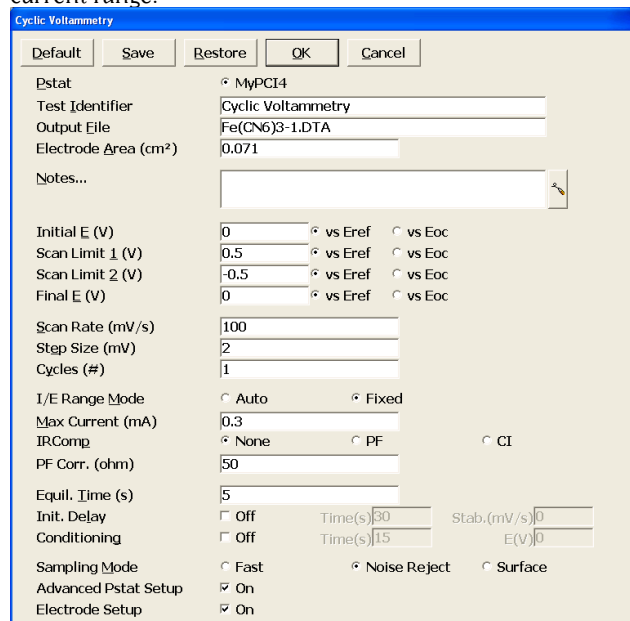 current range.
Cyclic Voltammetry
Default Save Restore OK Cancel
Pstat MyPCI4
Test Identifier Cyclic Voltammetry
Output File Fe(CN6)3-1.DTA
Electrode Area (cm²) 0.071
Notes...
Initial E (V) 0 vs Eref vs Eoc
Scan Limit 1 (V) 0.5 vs Eref vs Eoc
Scan Limit 2 (V) -0.5 vs Eref vs Eoc
Final E (V) 0 vs Eref vs Eoc
Scan Rate (mV/s) 100
Step Size (mV) 2
Cycles (#) 1
I/E Range Mode Auto Fixed
Max Current (mA) 0.3
IRComp None PF CI
PF Corr. (ohm) 50
Equil. Time (s) 5
Init. Delay Off Time(s) 30 Stab.(mV/s) 0
Conditioning Off Time(s) 15 E(V) 0
Sampling Mode Fast Noise Reject Surface
Advanced Pstat Setup On
Electrode Setup On